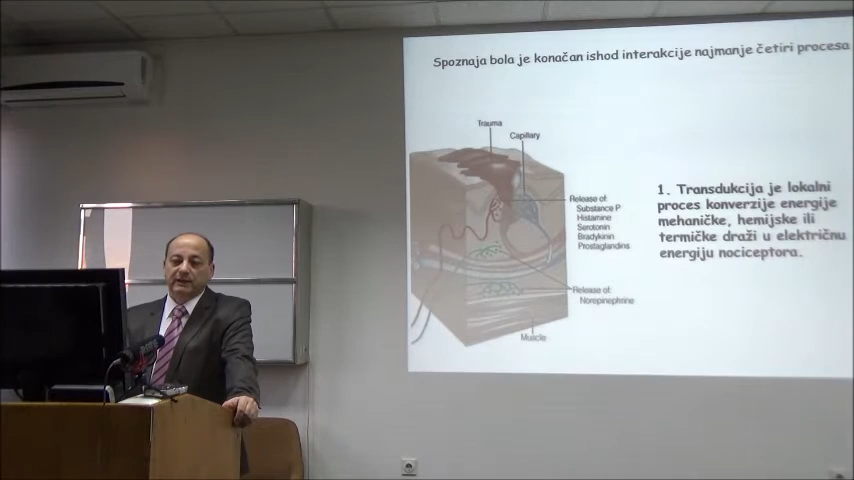 Spoznaja bola je konačan ishod interakcije najmanje četiri procesa
Trauma
Capillary
Release of:
Substance P
Histamine
Serotonin
Bradykinin
Prostaglandins
Release of:
Norepinephrine
Muscle
1. Transdukcija je lokalni
proces konverzije energije
mehaničke, hemijske ili
termičke draži u električnu
energiju nociceptora.